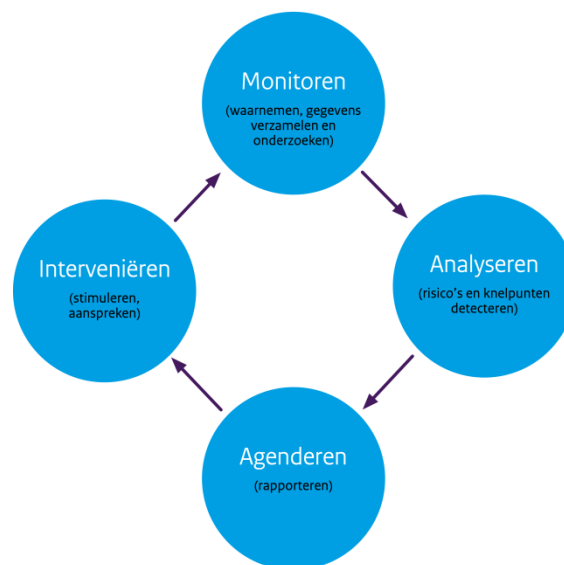 Monitoren
(waarnemen, gegevens
verzamelen en
onderzoeken)
Analyseren
(risico's en knelpunten
detecteren)
Agenderen
(rapporteren)
Interveniëren
(stimuleren,
aanspreken)